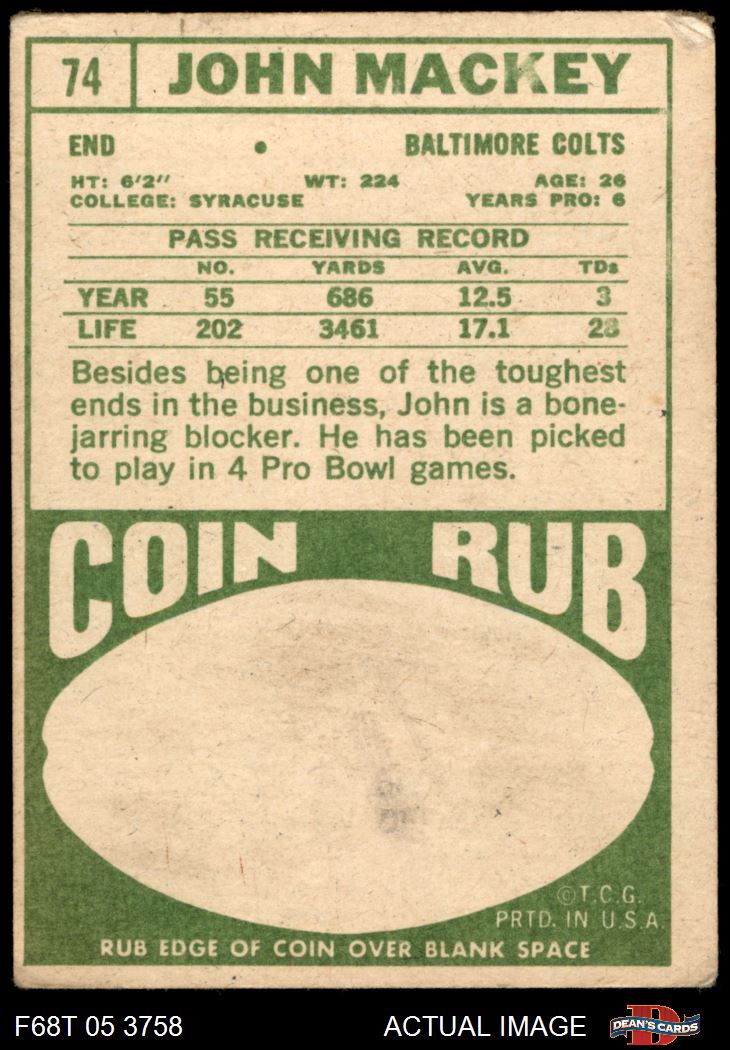 74 JOHN MACKEY
END • BALTIMORE COLTS
HT: 6'2" WT: 224 AGE: 26
COLLEGE: SYRACUSE YEARS PRO: 6
PASS RECEIVING RECORD
NO. YARDS AVG. TDs
YEAR 55 686 12.5 3
LIFE 202 3461 17.1 28
Besides being one of the toughest
ends in the business, John is a bone-
jarring blocker. He has been picked
to play in 4 Pro Bowl games.
COIN RUB
©T.C.G.
PRTD. IN U.S.A.
RUB EDGE OF COIN OVER BLANK SPACE
F68T 05 3758 ACTUAL IMAGE DEAN'S CARDS